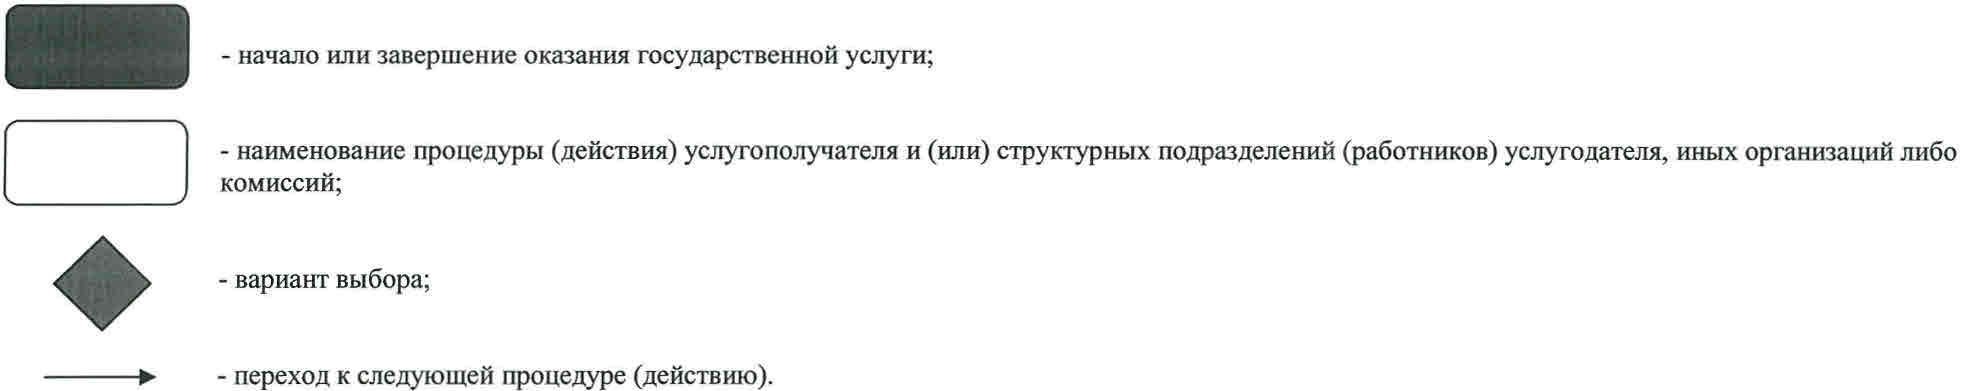 - начало или завершение оказания государственной услуги;
- наименование процедуры (действия) услугополучателя и (или) структурных подразделений (работников) услугодателя, иных организаций либо
комиссий;
- вариант выбора;
- переход к следующей процедуре (действию).